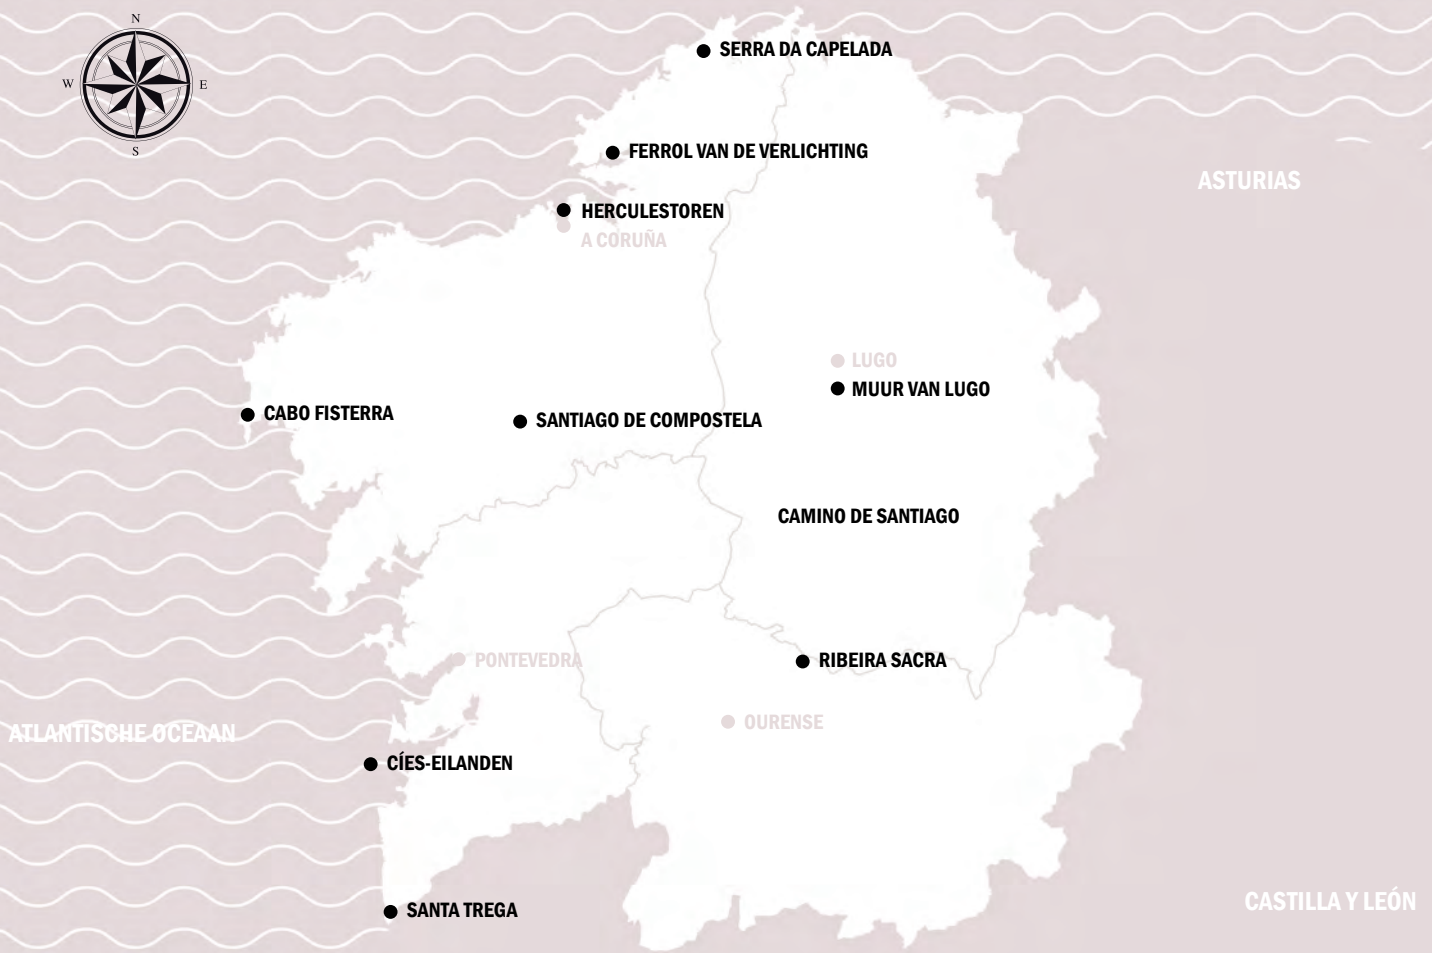 N
SERRA DA CAPELADA
W
E
S
FERROL VAN DE VERLICHTING
ASTURIAS
HERCULESTOREN
A CORUÑA
LUGO
MUUR VAN LUGO
CABO FISTERRA
SANTIAGO DE COMPOSTELA
CAMINO DE SANTIAGO
PONTEVEDRA
RIBEIRA SACRA
OURENSE
ATLANTISCHE OCEAAN
CÍES-EILANDEN
CASTILLA Y LEÓN
SANTA TREGA